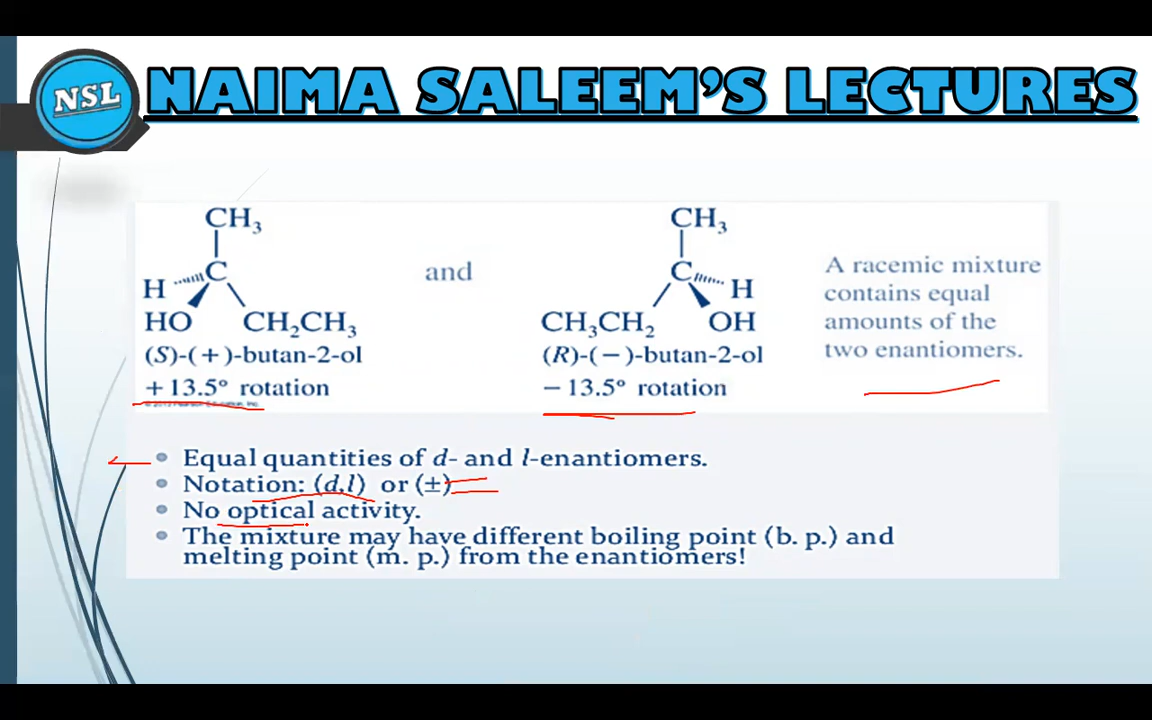 NSL
NAIMA SALEEM'S LECTURES
CH3
C
H
HO CH2CH3
(S)-(+)-butan-2-ol
+13.5° rotation
and
CH3
C
H
CH3CH2 OH
(R)-(−)-butan-2-ol
−13.5° rotation
A racemic mixture
contains equal
amounts of the
two enantiomers.
• Equal quantities of d- and l-enantiomers.
• Notation: (d,l) or (±)
• No optical activity.
• The mixture may have different boiling point (b. p.) and
melting point (m. p.) from the enantiomers!